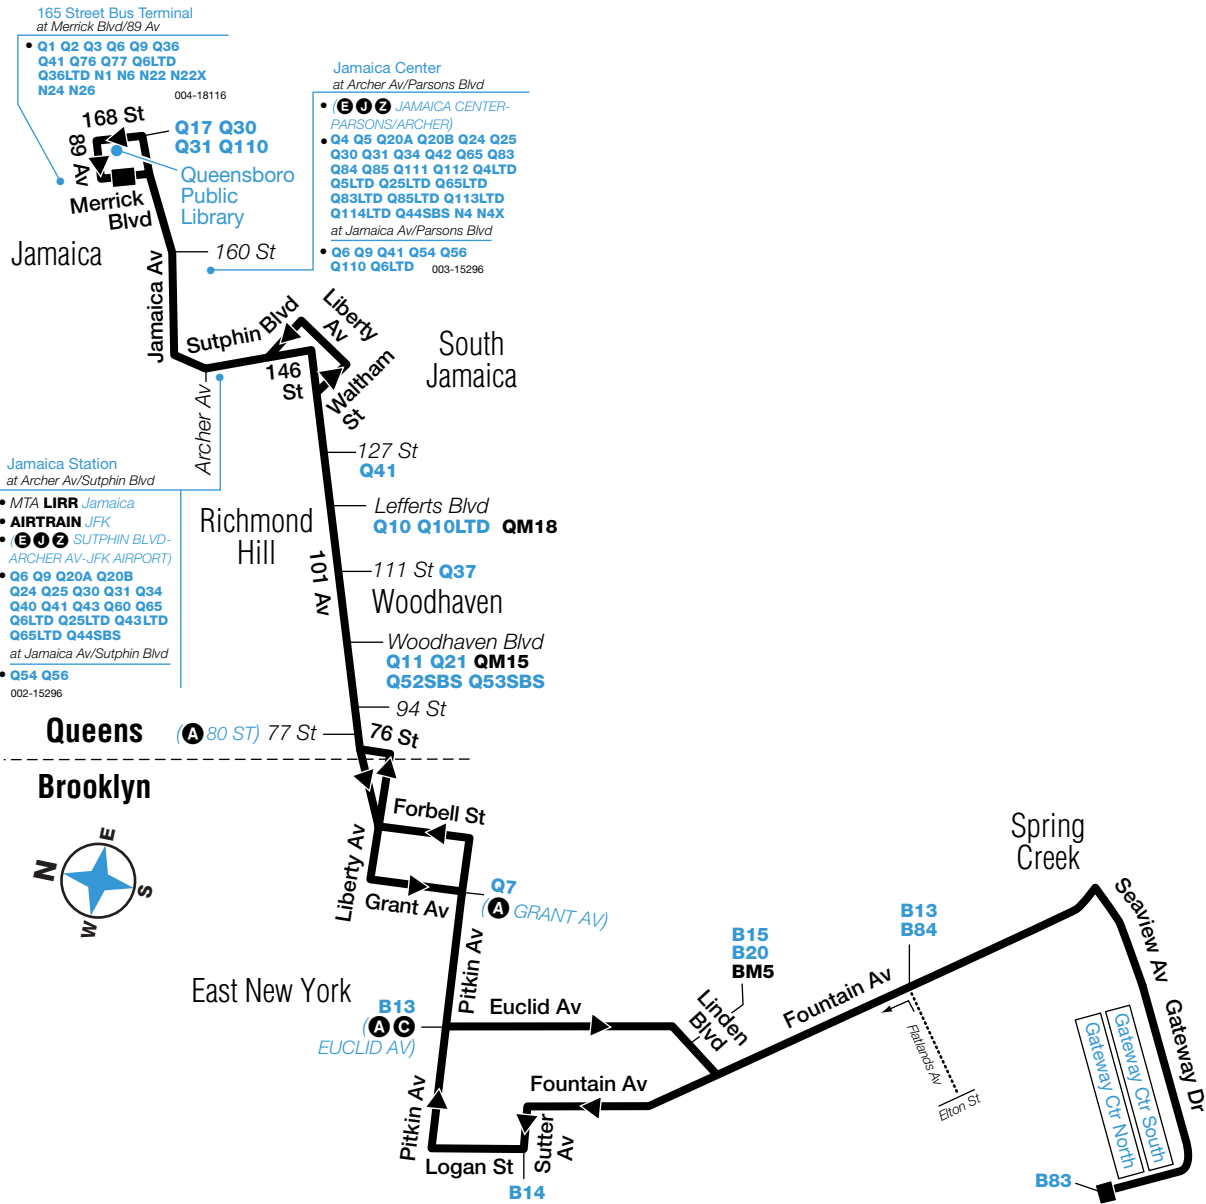 165 Street Bus Terminal
at Merrick Blvd/89 Av
• Q1 Q2 Q3 Q6 Q9 Q36
Q41 Q76 Q77 Q6LTD
Q36LTD N1 N6 N22 N22X
N24 N26
004-18116
168 St
89 Av
Merrick
Blvd
Q17 Q30
Q31 Q110
Queensboro
Public
Library
Jamaica Center
at Archer Av/Parsons Blvd
• (E J Z JAMAICA CENTER-
PARSONS/ARCHER)
• Q4 Q5 Q20A Q20B Q24 Q25
Q30 Q31 Q34 Q42 Q65 Q83
Q84 Q85 Q111 Q112 Q4LTD
Q5LTD Q25LTD Q65LTD
Q83LTD Q85LTD Q113LTD
Q114LTD Q44SBS N4 N4X
at Jamaica Av/Parsons Blvd
• Q6 Q9 Q41 Q54 Q56
Q110 Q6LTD
003-15296
Jamaica
160 St
Jamaica Av
Sutphin Blvd
Liberty
Av
146
St
Waltham
St
South
Jamaica
Archer Av
127 St
Q41
Jamaica Station
at Archer Av/Sutphin Blvd
• MTA LIRR Jamaica
• AIRTRAIN JFK
• (E J Z SUTPHIN BLVD-
ARCHER AV-JFK AIRPORT)
• Q6 Q9 Q20A Q20B
Q24 Q25 Q30 Q31 Q34
Q40 Q41 Q43 Q60 Q65
Q6LTD Q25LTD Q43LTD
Q65LTD Q44SBS
at Jamaica Av/Sutphin Blvd
• Q54 Q56
002-15296
Richmond
Hill
Lefferts Blvd
Q10 Q10LTD QM18
101 Av
111 St Q37
Woodhaven
Woodhaven Blvd
Q11 Q21 QM15
Q52SBS Q53SBS
94 St
Queens
(A 80 ST) 77 St
76 St
Brooklyn
N
E
S
W
Forbell St
Liberty Av
Grant Av
Q7
(A GRANT AV)
Pitkin Av
East New York
B13
(A C
EUCLID AV)
Euclid Av
Linden
Blvd
B15
B20
BM5
Fountain Av
B13
B84
Flatlands Av
Elton St
Spring
Creek
Seaview Av
Gateway Dr
Gateway Ctr South
Gateway Ctr North
B83
Fountain Av
Pitkin Av
Logan St
Sutter
Av
B14